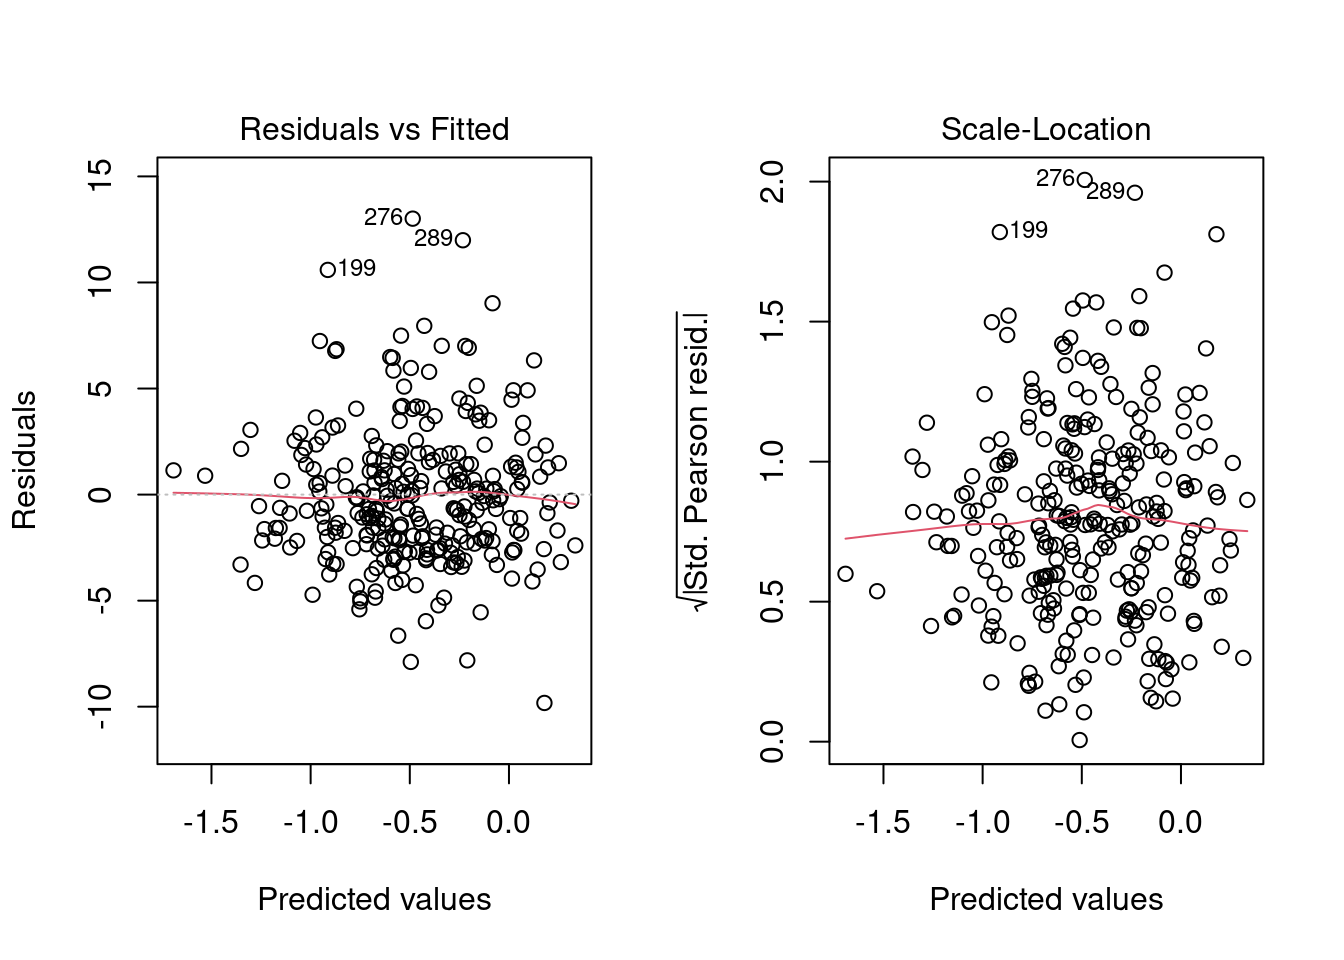 Residuals vs Fitted
Residuals
15
10
5
0
-5
-10
276
289
199
-1.5 -1.0 -0.5 0.0
Predicted values
Scale-Location
√|Std. Pearson resid.|
2.0
1.5
1.0
0.5
0.0
276
289
199
-1.5 -1.0 -0.5 0.0
Predicted values